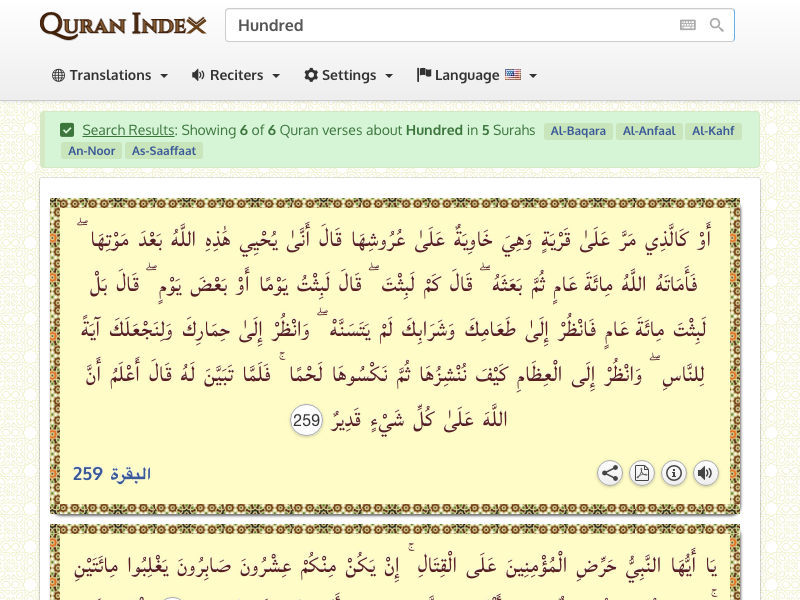 QURAN INDEX
Hundred
Translations
Reciters
Settings
Language
Search Results: Showing 6 of 6 Quran verses about Hundred in 5 Surahs Al-Baqara Al-Anfaal Al-Kahf
An-Noor As-Saaffaat
أَوْ كَالَّذِي مَرَّ عَلَىٰ قَرْيَةٍ وَهِيَ خَاوِيَةٌ عَلَىٰ عُرُوشِهَا قَالَ أَنَّىٰ يُحْيِي هَٰذِهِ اللَّهُ بَعْدَ مَوْتِهَا ۖ
فَأَمَاتَهُ اللَّهُ مِائَةَ عَامٍ ثُمَّ بَعَثَهُ ۖ قَالَ كَمْ لَبِثْتَ ۖ قَالَ لَبِثْتُ يَوْمًا أَوْ بَعْضَ يَوْمٍ ۖ قَالَ بَلْ
لَبِثْتَ مِائَةَ عَامٍ فَانْظُرْ إِلَىٰ طَعَامِكَ وَشَرَابِكَ لَمْ يَتَسَنَّهْ ۖ وَانْظُرْ إِلَىٰ حِمَارِكَ وَلِنَجْعَلَكَ آيَةً
لِلنَّاسِ ۖ وَانْظُرْ إِلَى الْعِظَامِ كَيْفَ نُنْشِزُهَا ثُمَّ نَكْسُوهَا لَحْمًا ۚ فَلَمَّا تَبَيَّنَ لَهُ قَالَ أَعْلَمُ أَنَّ
اللَّهَ عَلَىٰ كُلِّ شَيْءٍ قَدِيرٌ 259
البقرة 259
يَا أَيُّهَا النَّبِيُّ حَرِّضِ الْمُؤْمِنِينَ عَلَى الْقِتَالِ ۚ إِنْ يَكُنْ مِنْكُمْ عِشْرُونَ صَابِرُونَ يَغْلِبُوا مِائَتَيْنِ